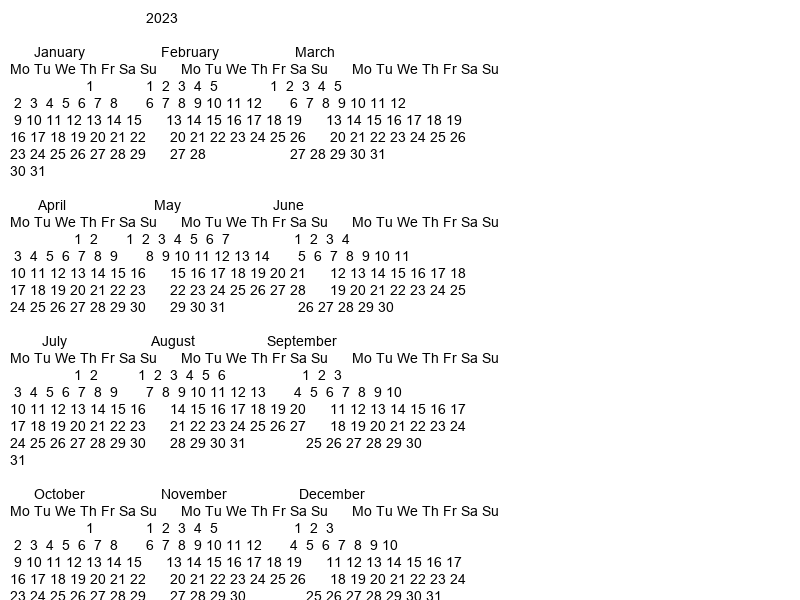 2023
January February March
Mo Tu We Th Fr Sa Su Mo Tu We Th Fr Sa Su Mo Tu We Th Fr Sa Su
1 1 2 3 4 5 1 2 3 4 5
2 3 4 5 6 7 8 6 7 8 9 10 11 12 6 7 8 9 10 11 12
9 10 11 12 13 14 15 13 14 15 16 17 18 19 13 14 15 16 17 18 19
16 17 18 19 20 21 22 20 21 22 23 24 25 26 20 21 22 23 24 25 26
23 24 25 26 27 28 29 27 28 27 28 29 30 31
30 31
April May June
Mo Tu We Th Fr Sa Su Mo Tu We Th Fr Sa Su Mo Tu We Th Fr Sa Su
1 2 1 2 3 4 5 6 7 1 2 3 4
3 4 5 6 7 8 9 8 9 10 11 12 13 14 5 6 7 8 9 10 11
10 11 12 13 14 15 16 15 16 17 18 19 20 21 12 13 14 15 16 17 18
17 18 19 20 21 22 23 22 23 24 25 26 27 28 19 20 21 22 23 24 25
24 25 26 27 28 29 30 29 30 31 26 27 28 29 30
July August September
Mo Tu We Th Fr Sa Su Mo Tu We Th Fr Sa Su Mo Tu We Th Fr Sa Su
1 2 1 2 3 4 5 6 1 2 3
3 4 5 6 7 8 9 7 8 9 10 11 12 13 4 5 6 7 8 9 10
10 11 12 13 14 15 16 14 15 16 17 18 19 20 11 12 13 14 15 16 17
17 18 19 20 21 22 23 21 22 23 24 25 26 27 18 19 20 21 22 23 24
24 25 26 27 28 29 30 28 29 30 31 25 26 27 28 29 30
31
October November December
Mo Tu We Th Fr Sa Su Mo Tu We Th Fr Sa Su Mo Tu We Th Fr Sa Su
1 1 2 3 4 5 1 2 3
2 3 4 5 6 7 8 6 7 8 9 10 11 12 4 5 6 7 8 9 10
9 10 11 12 13 14 15 13 14 15 16 17 18 19 11 12 13 14 15 16 17
16 17 18 19 20 21 22 20 21 22 23 24 25 26 18 19 20 21 22 23 24
23 24 25 26 27 28 29 27 28 29 30 25 26 27 28 29 30 31